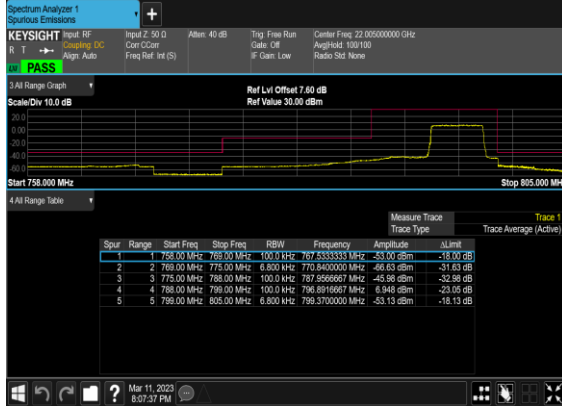 Spectrum Analyzer 1
Spurious Emissions
+
KEYSIGHT Input: RF Input Z: 50 Ω Atten: 40 dB Trig: Free Run Center Freq: 22.005000000 GHz
R T Coupling: DC Corr CCorr Gate: Off Avg|Hold: 100/100
Align: Auto Freq Ref: Int (S) IF Gain: Low Radio Std: None
PASS
3 All Range Graph
Ref Lvl Offset 7.60 dB
Scale/Div 10.0 dB Ref Value 30.00 dBm
20.0
0.00
-20.0
-40.0
-60.0
Start 758.000 MHz Stop 805.000 MHz
4 All Range Table
Measure Trace Trace 1
Trace Type Trace Average (Active)
Spur Range Start Freq Stop Freq RBW Frequency Amplitude ΔLimit
1 1 758.00 MHz 769.00 MHz 100.0 kHz 767.5333333 MHz -53.00 dBm -18.00 dB
2 2 769.00 MHz 775.00 MHz 6.800 kHz 770.8400000 MHz -66.63 dBm -31.63 dB
3 3 775.00 MHz 788.00 MHz 100.0 kHz 787.9566667 MHz -45.98 dBm -32.98 dB
4 4 788.00 MHz 799.00 MHz 100.0 kHz 796.8916667 MHz 6.948 dBm -23.05 dB
5 5 799.00 MHz 805.00 MHz 6.800 kHz 799.3700000 MHz -53.13 dBm -18.13 dB
? Mar 11, 2023
8:07:37 PM